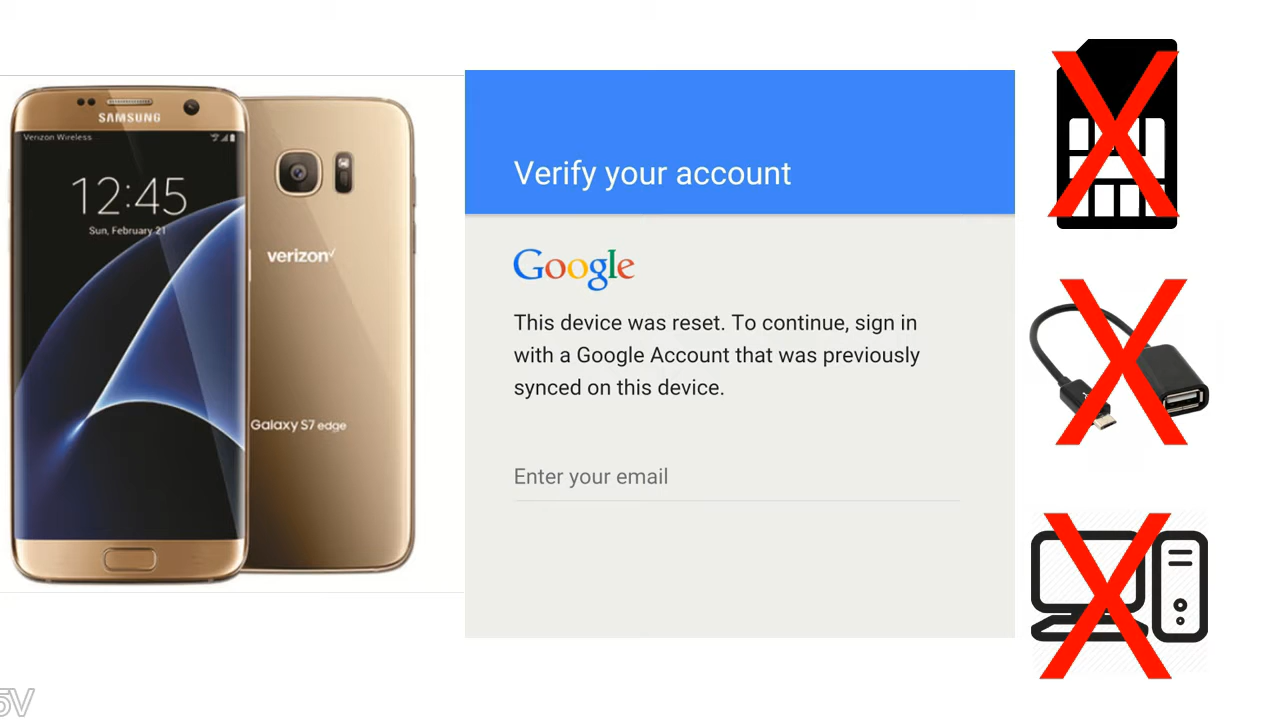 SAMSUNG
Verizon Wireless
12:45
Sun, February 21
verizon
Galaxy S7 edge
Verify your account
Google
This device was reset. To continue, sign in
with a Google Account that was previously
synced on this device.
Enter your email
5V